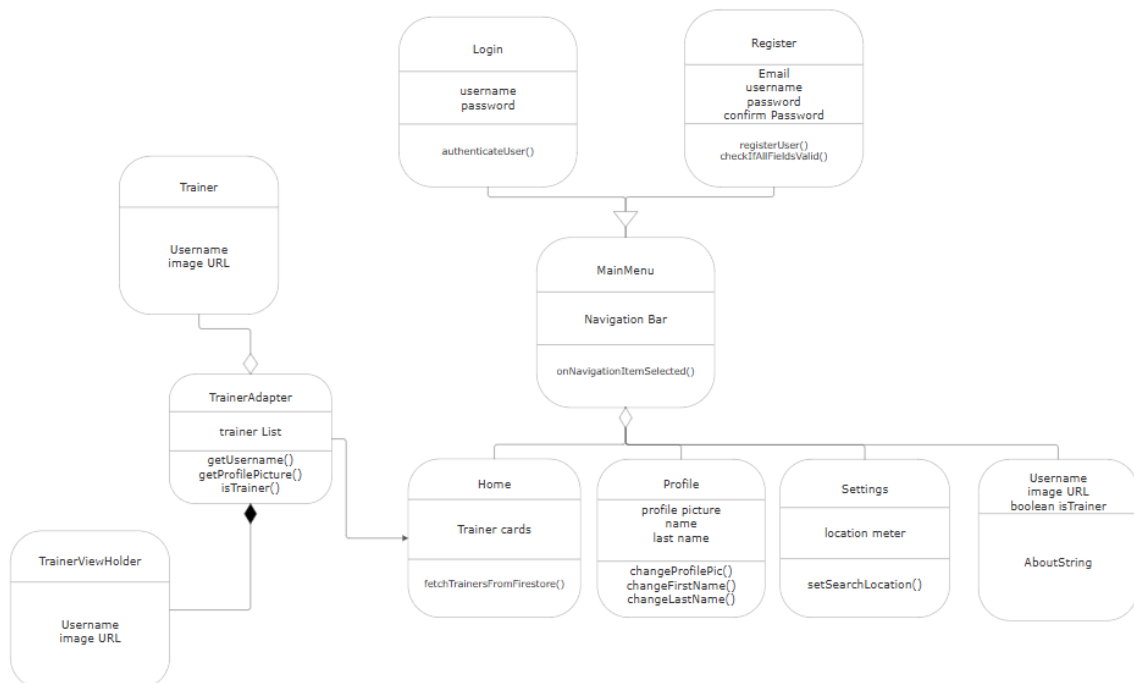 Login
username
password
authenticateUser()
Register
Email
username
password
confirm Password
registerUser()
checkIfAllFieldsValid()
Trainer
Username
image URL
MainMenu
Navigation Bar
onNavigationItemSelected()
TrainerAdapter
trainer List
getUsername()
getProfilePicture()
isTrainer()
TrainerViewHolder
Username
image URL
Home
Trainer cards
fetchTrainersFromFirestore()
Profile
profile picture
name
last name
changeProfilePic()
changeFirstName()
changeLastName()
Settings
location meter
setSearchLocation()
Username
image URL
boolean isTrainer
AboutString